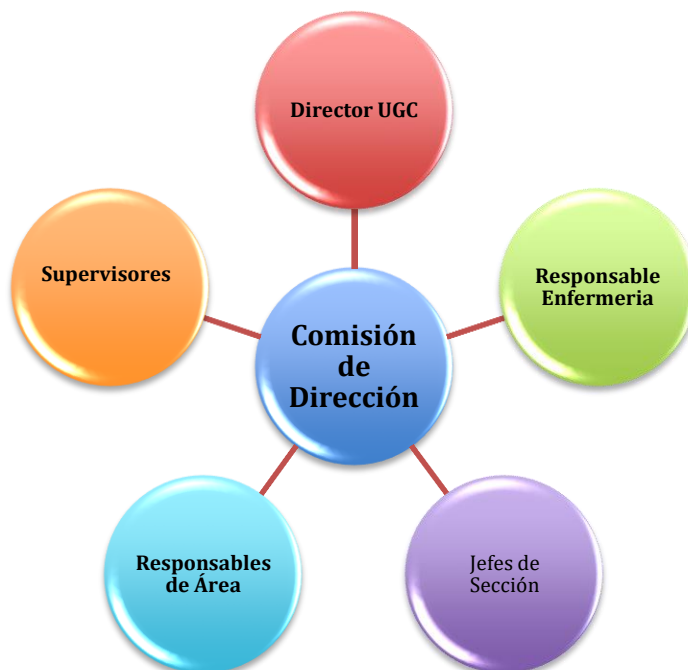 Director UGC
Supervisores
Responsable
Enfermeria
Comisión
de
Dirección
Responsables
de Área
Jefes de
Sección